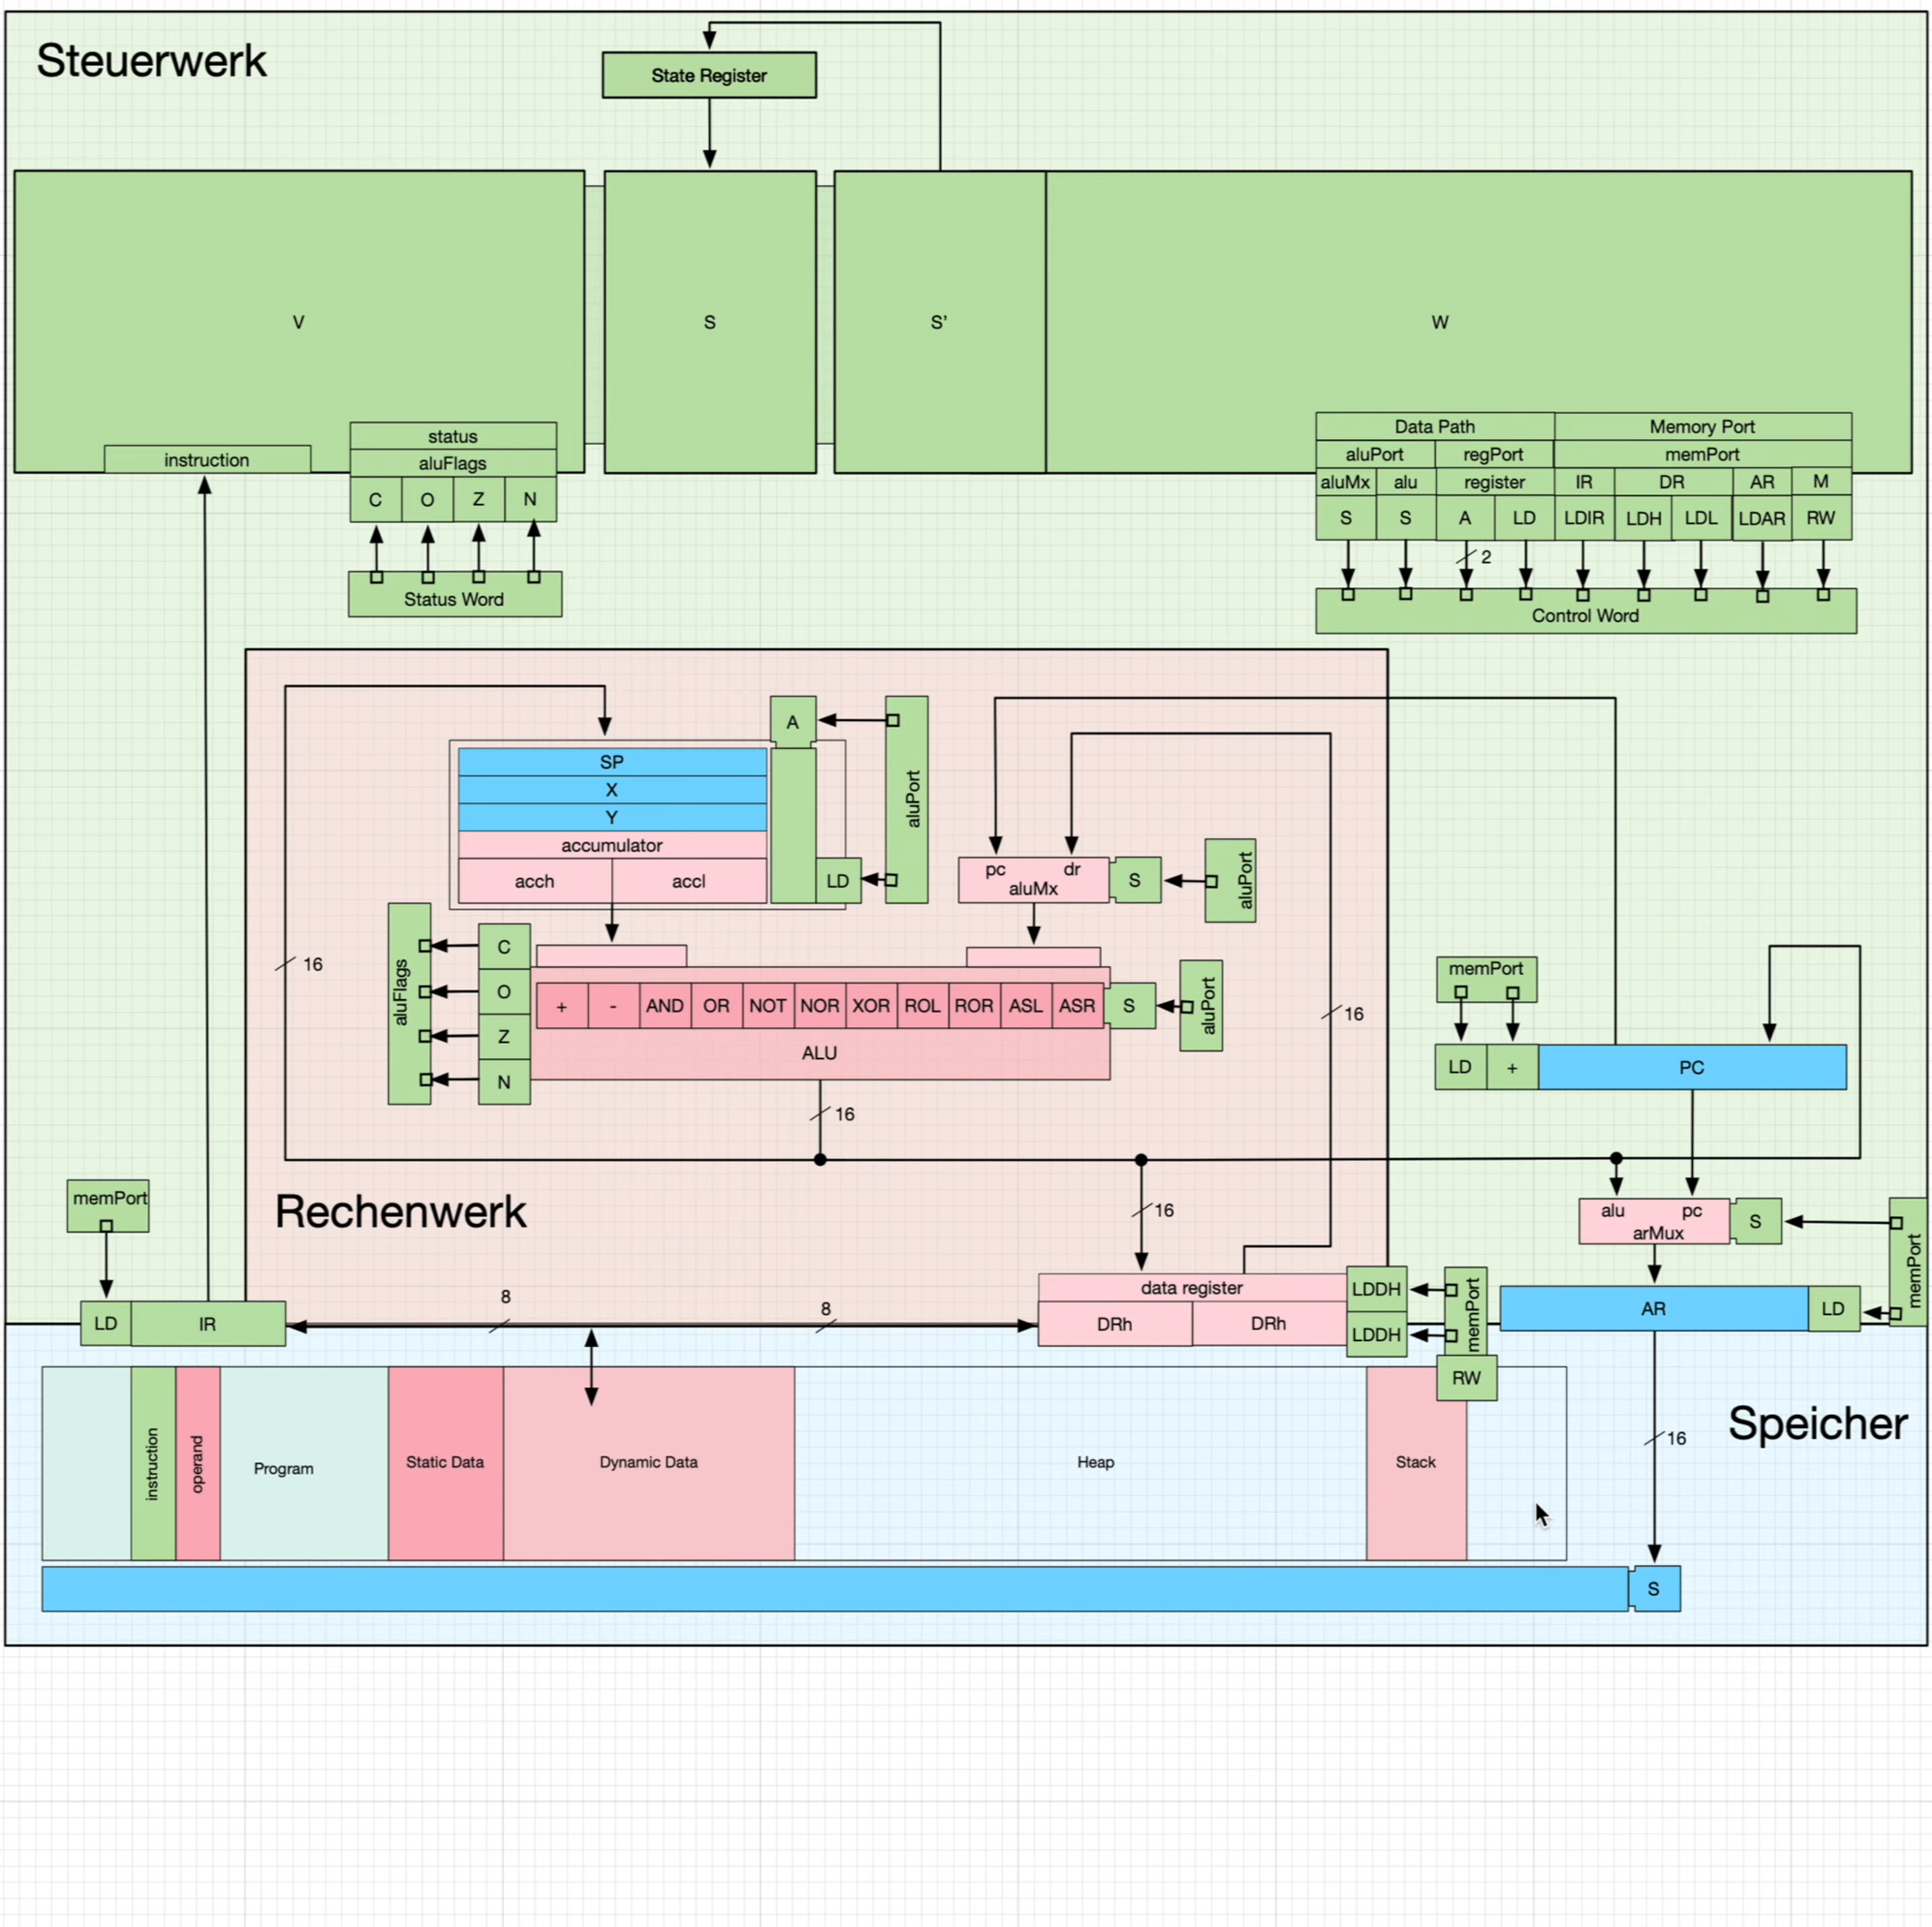 Steuerwerk
State Register
V
S
S'
W
instruction
status
aluFlags
C O Z N
Status Word
Data Path Memory Port
aluPort regPort memPort
aluMx alu register IR DR AR M
S S A LD LDIR LDH LDL LDAR RW
2
Control Word
A
aluPort
SP
X
Y
accumulator
acch accl
LD
pc dr
aluMx
S
aluPort
16
aluFlags
C
O
Z
N
+ - AND OR NOT NOR XOR ROL ROR ASL ASR
S
aluPort
ALU
16
16
memPort
LD + PC
Rechenwerk
memPort
16
alu pc
arMux
S
memPort
LD IR
8
8
data register
DRh DRh
LDDH
LDDH
memPort
RW
AR LD
Speicher
16
instruction
operand
Program
Static Data
Dynamic Data
Heap
Stack
S